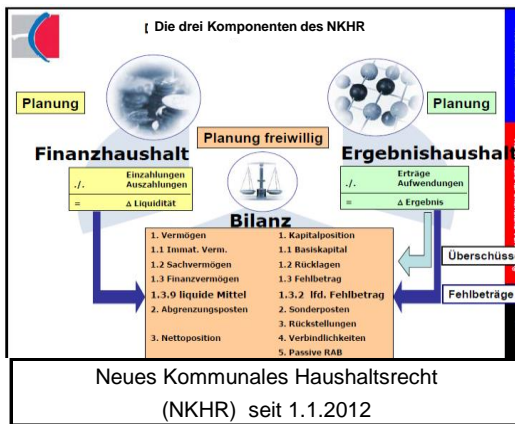 Die drei Komponenten des NKHR
Planung
Planung
Planung freiwillig
Finanzhaushalt
Ergebnishaushalt
Einzahlungen
./. Auszahlungen
= Δ Liquidität
Erträge
./. Aufwendungen
= Δ Ergebnis
Bilanz
1. Vermögen
1.1 Immat. Verm.
1.2 Sachvermögen
1.3 Finanzvermögen
1.3.9 liquide Mittel
2. Abgrenzungsposten
3. Nettoposition
1. Kapitalposition
1.1 Basiskapital
1.2 Rücklagen
1.3 Fehlbetrag
1.3.2 lfd. Fehlbetrag
2. Sonderposten
3. Rückstellungen
4. Verbindlichkeiten
5. Passive RAB
Überschüsse
Fehlbeträge
Neues Kommunales Haushaltsrecht
(NKHR) seit 1.1.2012